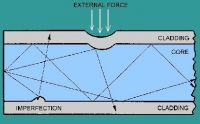 EXTERNAL FORCE
CLADDING
CORE
IMPERFECTION
CLADDING